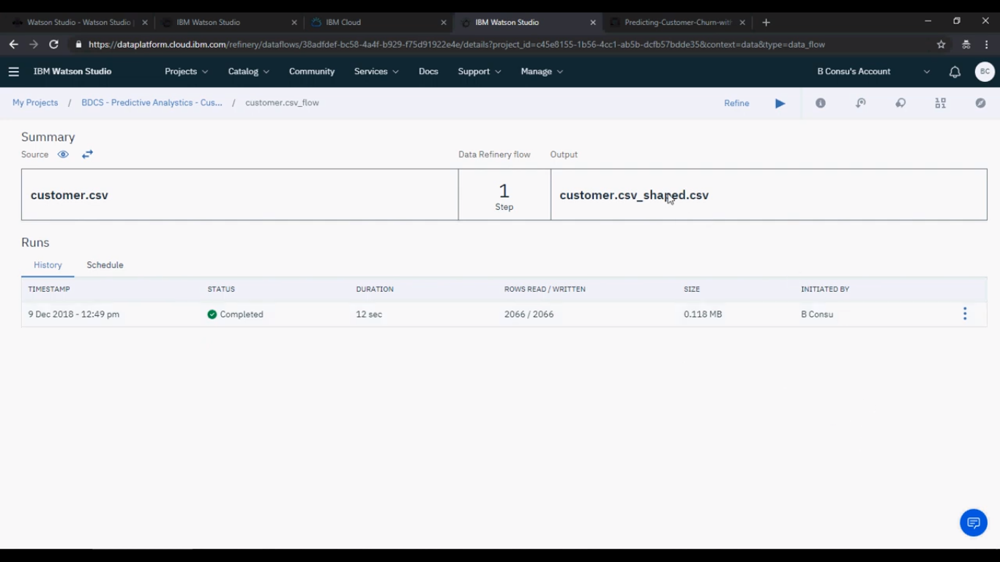 Watson Studio - Watson Studio
IBM Watson Studio
IBM Cloud
IBM Watson Studio
Predicting-Customer-Churn-with
https://dataplatform.cloud.ibm.com/refinery/dataflows/38adfdef-bc58-4a4f-b929-f75d91922e4e/details?project_id=c45e8155-1b56-4cc1-ab5b-dcfb57bdde35&context=data&type=data_flow
IBM Watson Studio Projects Catalog Community Services Docs Support Manage B Consu's Account BC
My Projects / BDCS - Predictive Analystics - Cus... / customer.csv_flow Refine
Summary
Source Data Refinery flow Output
customer.csv 1 Step customer.csv_shaped.csv
Runs
History Schedule
TIMESTAMP STATUS DURATION ROWS READ / WRITTEN SIZE INITIATED BY
9 Dec 2018 - 12:49 pm Completed 12 sec 2066 / 2066 0.118 MB B Consu